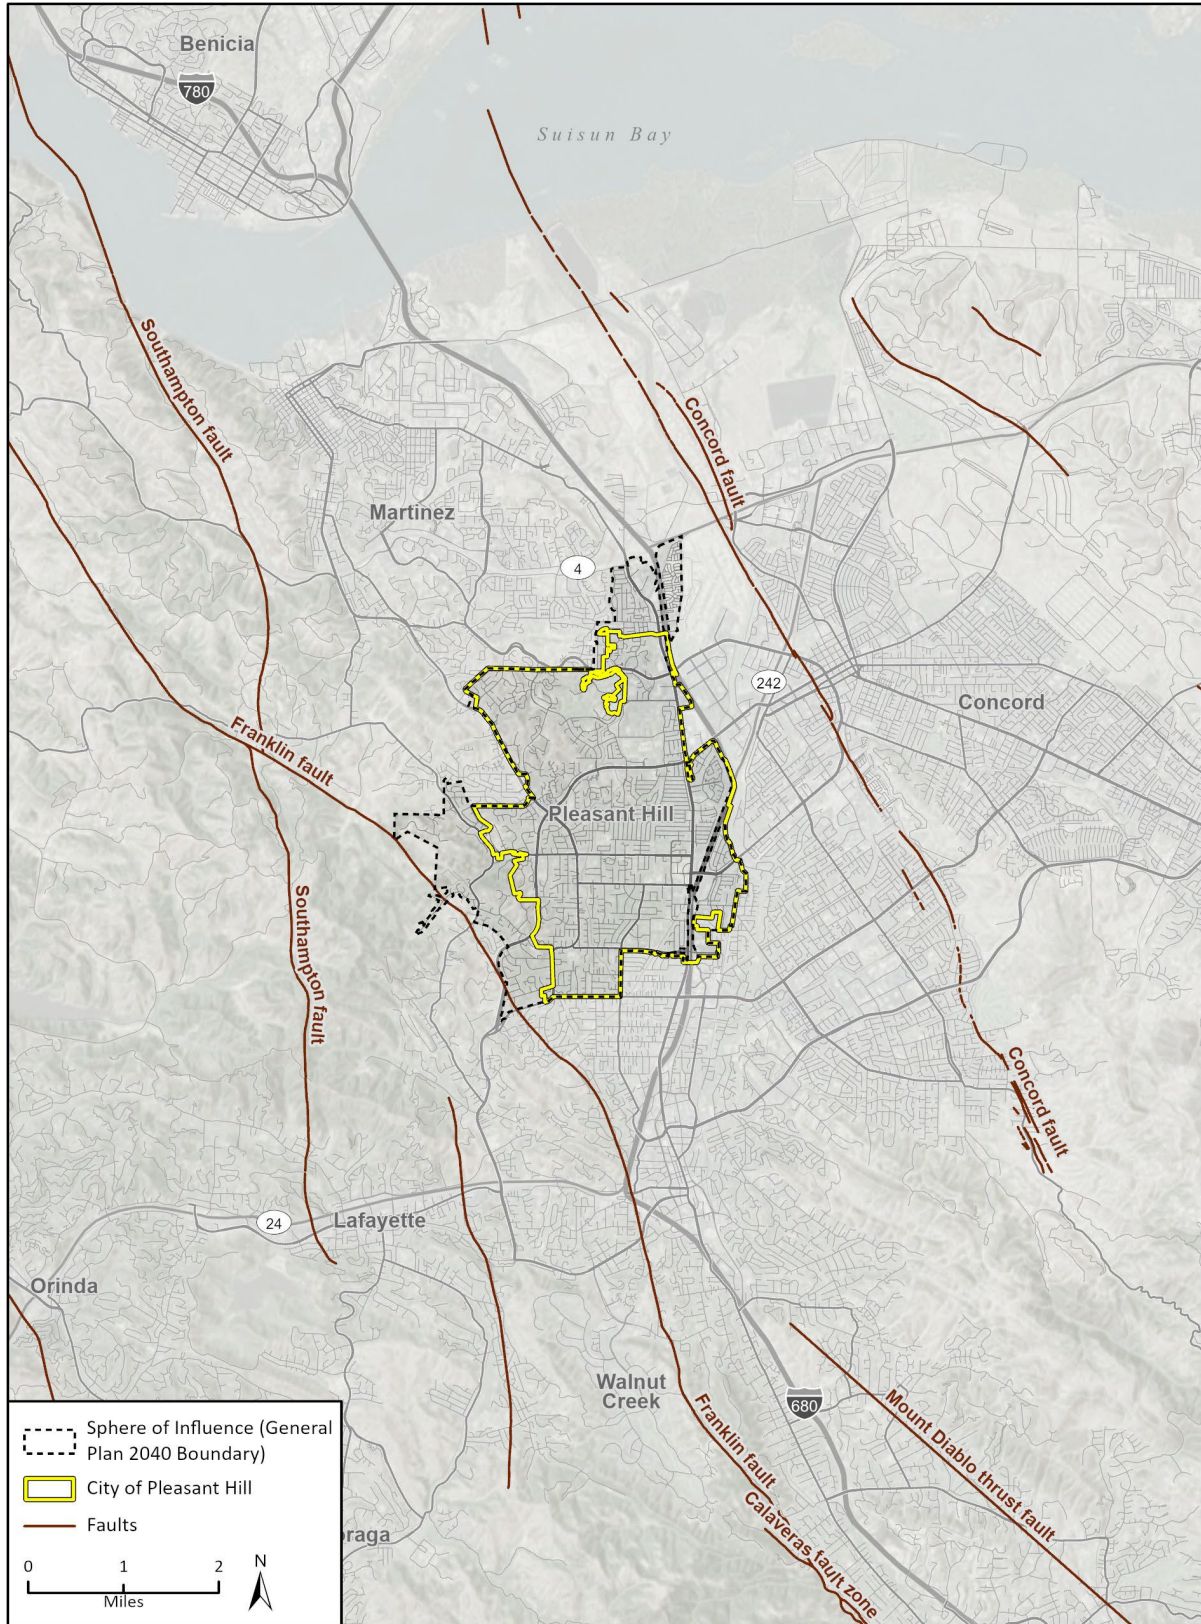 Benicia
780
Suisun Bay
Southampton fault
Concord fault
Martinez
4
242
Concord
Franklin fault
Pleasant Hill
Southampton fault
Concord fault
24
Lafayette
Orinda
Walnut
Creek
680
Mount Diablo thrust fault
Franklin fault
Calaveras fault zone
raga
Sphere of Influence (General
Plan 2040 Boundary)
City of Pleasant Hill
Faults
0 1 2
Miles
N